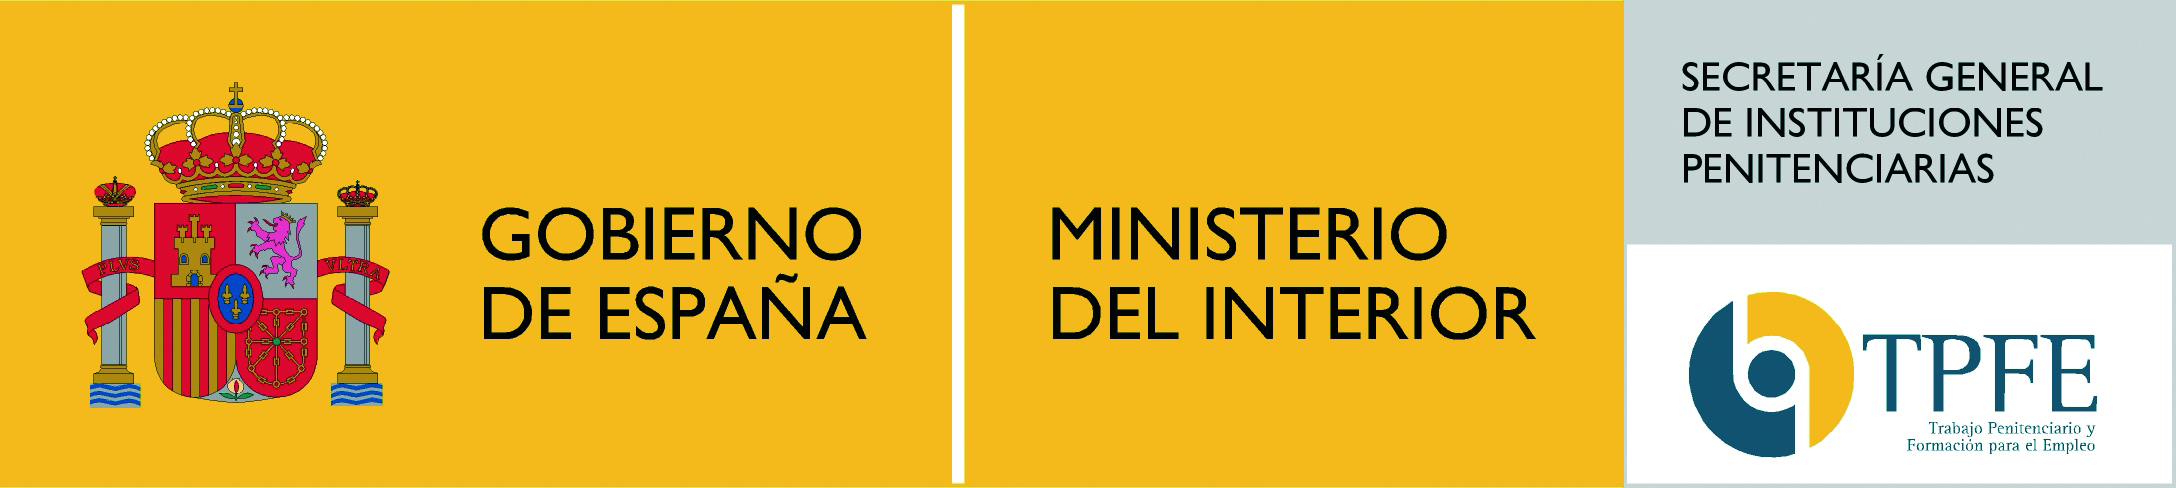 PLVS VLTRA
GOBIERNO
DE ESPAÑA
MINISTERIO
DEL INTERIOR
SECRETARÍA GENERAL
DE INSTITUCIONES
PENITENCIARIAS
TPFE
Trabajo Penitenciario y
Formación para el Empleo